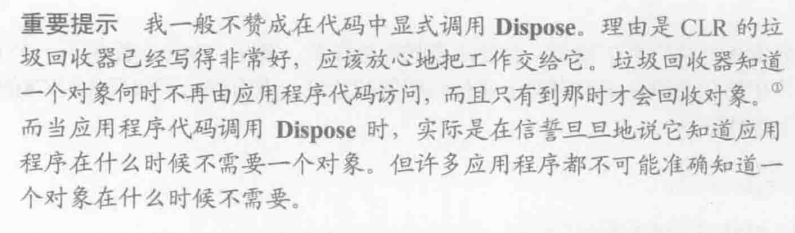 重要提示 我一般不赞成在代码中显式调用 Dispose。理由是 CLR 的垃
圾回收器已经写得非常好，应该放心地把工作交给它。垃圾回收器知道
一个对象何时不再由应用程序代码访问，而且只有到那时才会回收对象。①
而当应用程序代码调用 Dispose 时，实际是在信誓旦旦地说它知道应用
程序在什么时候不需要一个对象。但许多应用程序都不可能准确知道一
个对象在什么时候不需要。